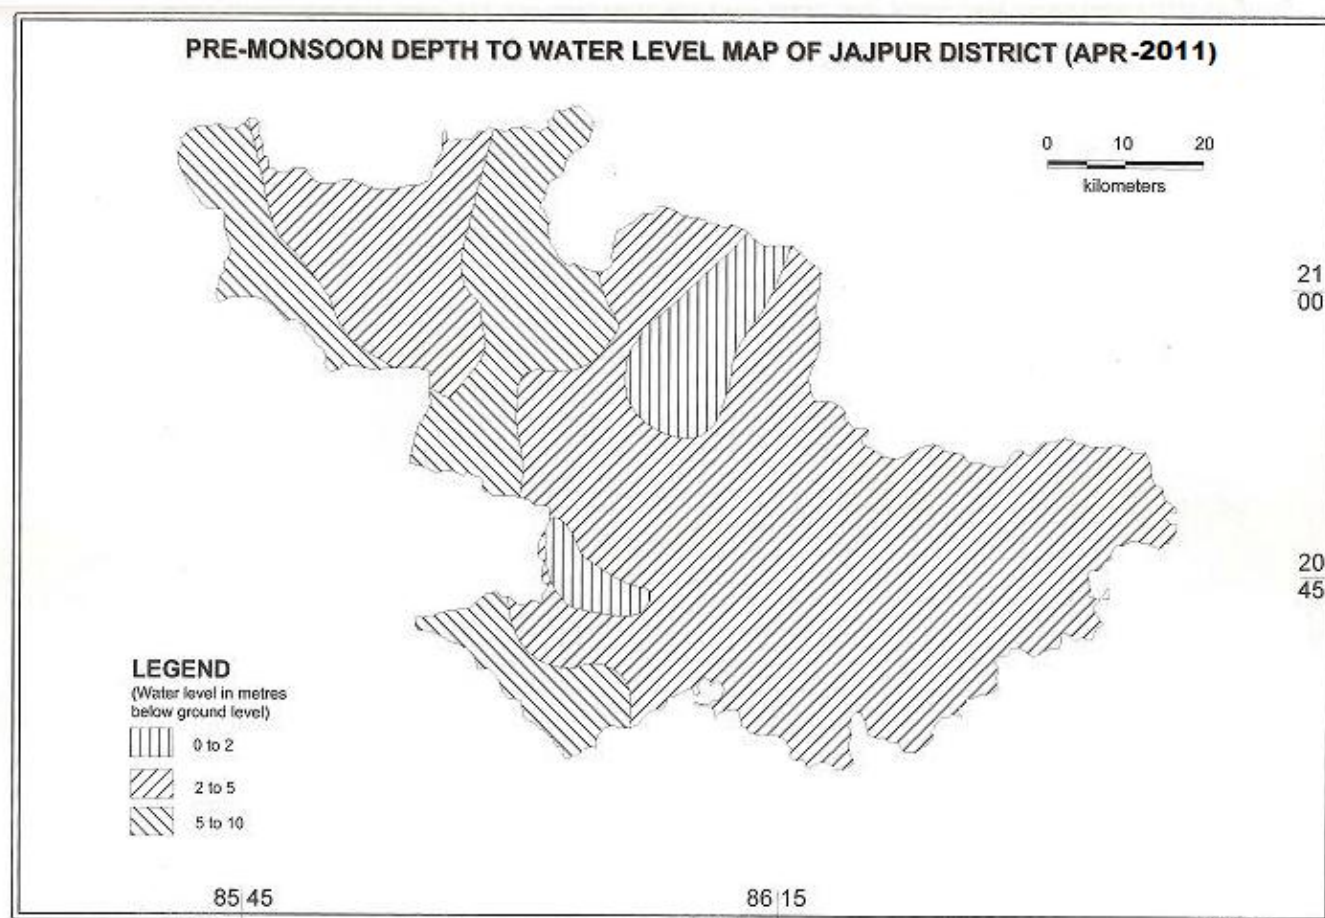 PRE-MONSOON DEPTH TO WATER LEVEL MAP OF JAJPUR DISTRICT (APR-2011)
0 10 20
kilometers
21
00
20
45
LEGEND
(Water level in metres
below ground level)
0 to 2
2 to 5
5 to 10
85 45
86 15